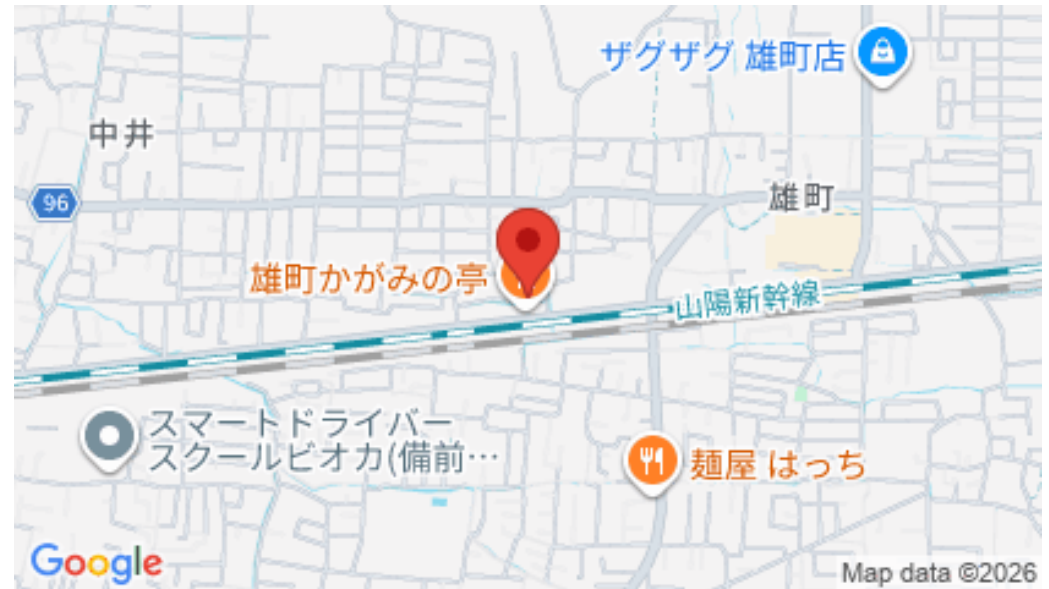 ザグザグ 雄町店
中井
96
雄町
雄町かがみの亭
山陽新幹線
スマートドライバー
スクールビオカ(備前…
麺屋 はっち
Google
Map data ©2026